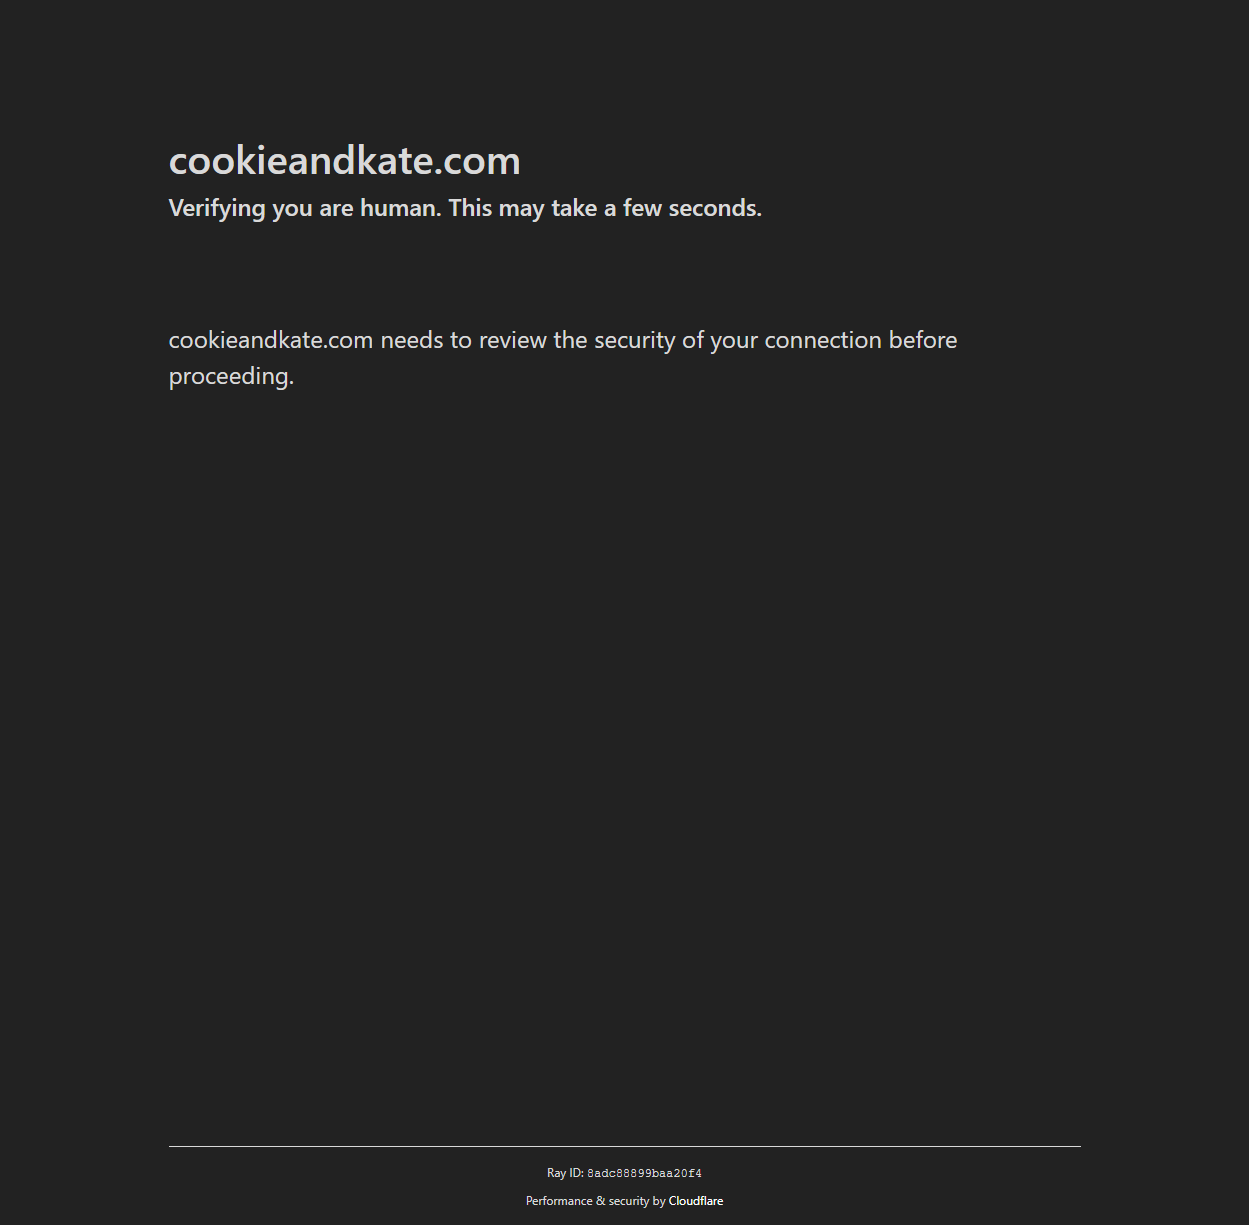 cookieandkate.com
Verifying you are human. This may take a few seconds.
cookieandkate.com needs to review the security of your connection before
proceeding.
Ray ID: 8adc88899baa20f4
Performance & security by Cloudflare